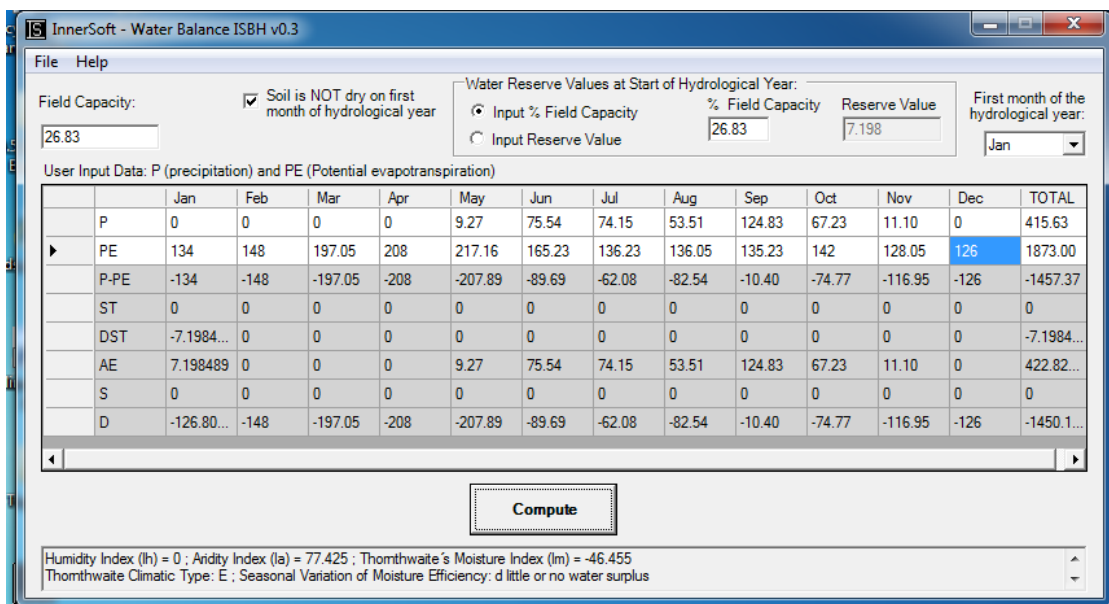 InnerSoft - Water Balance ISBH v0.3
File Help
Field Capacity:
26.83
Soil is NOT dry on first
month of hydrological year
Water Reserve Values at Start of Hydrological Year:
Input % Field Capacity
Input Reserve Value
% Field Capacity
26.83
Reserve Value
7.198
First month of the
hydrological year:
Jan
User Input Data: P (precipitation) and PE (Potential evapotranspiration)
Jan Feb Mar Apr May Jun Jul Aug Sep Oct Nov Dec TOTAL
P 0 0 0 0 9.27 75.54 74.15 53.51 124.83 67.23 11.10 0 415.63
PE 134 148 197.05 208 217.16 165.23 136.23 136.05 135.23 142 128.05 126 1873.00
P-PE -134 -148 -197.05 -208 -207.89 -89.69 -62.08 -82.54 -10.40 -74.77 -116.95 -126 -1457.37
ST 0 0 0 0 0 0 0 0 0 0 0 0 0
DST -7.1984... 0 0 0 0 0 0 0 0 0 0 0 -7.1984...
AE 7.198489 0 0 0 9.27 75.54 74.15 53.51 124.83 67.23 11.10 0 422.82...
S 0 0 0 0 0 0 0 0 0 0 0 0 0
D -126.80... -148 -197.05 -208 -207.89 -89.69 -62.08 -82.54 -10.40 -74.77 -116.95 -126 -1450.1...
Compute
Humidity Index (Ih) = 0 ; Aridity Index (Ia) = 77.425 ; Thornthwaite´s Moisture Index (Im) = -46.455
Thornthwaite Climatic Type: E ; Seasonal Variation of Moisture Efficiency: d little or no water surplus